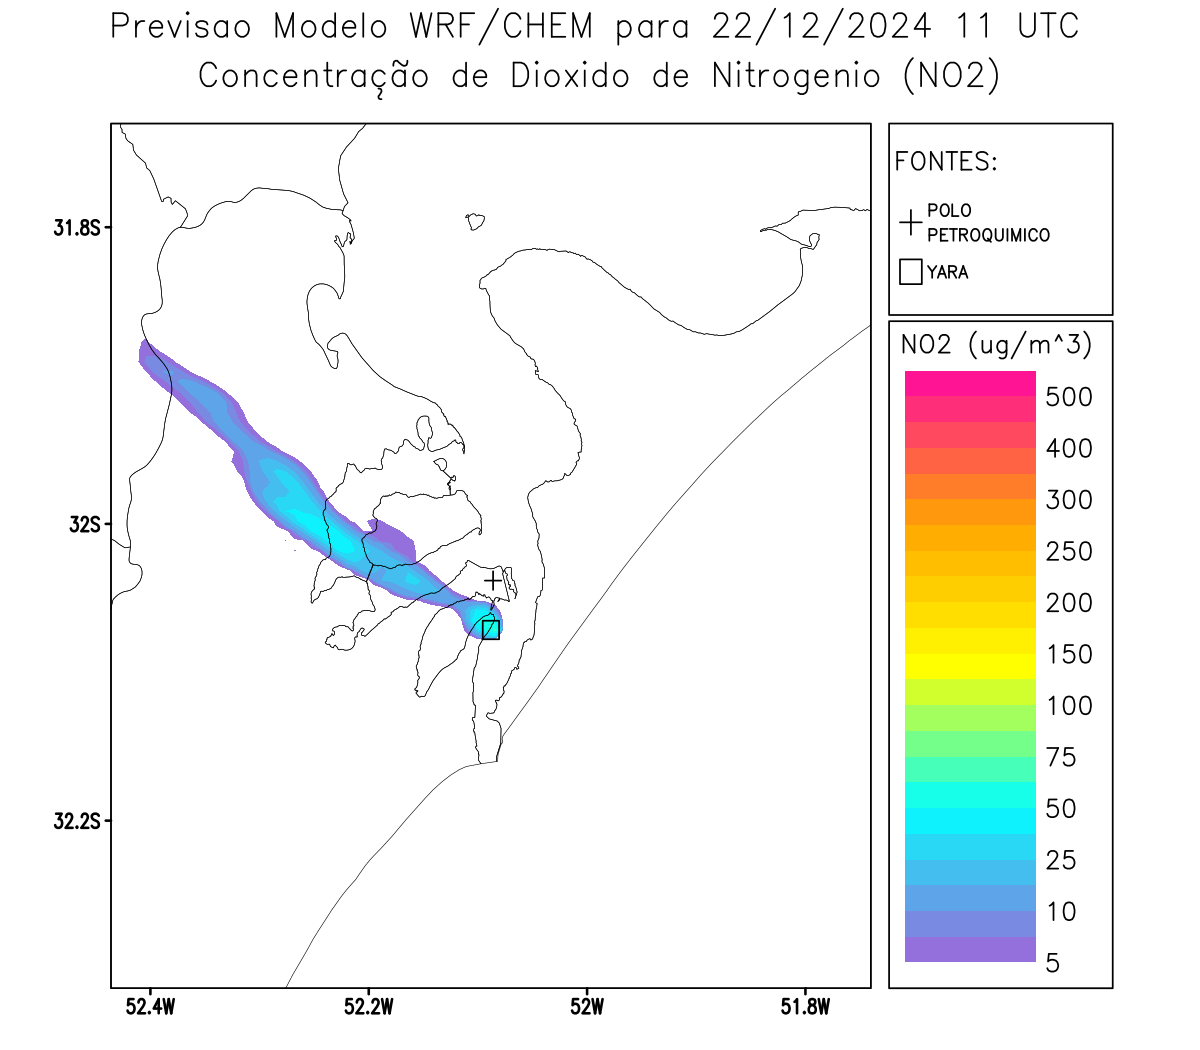 Previsao Modelo WRF/CHEM para 22/12/2024 11 UTC
Concentração de Dioxido de Nitrogenio (NO2)
FONTES:
POLO
PETROQUIMICO
YARA
31.8S
32S
32.2S
52.4W
52.2W
52W
51.8W
NO2 (ug/m^3)
500
400
300
250
200
150
100
75
50
25
10
5